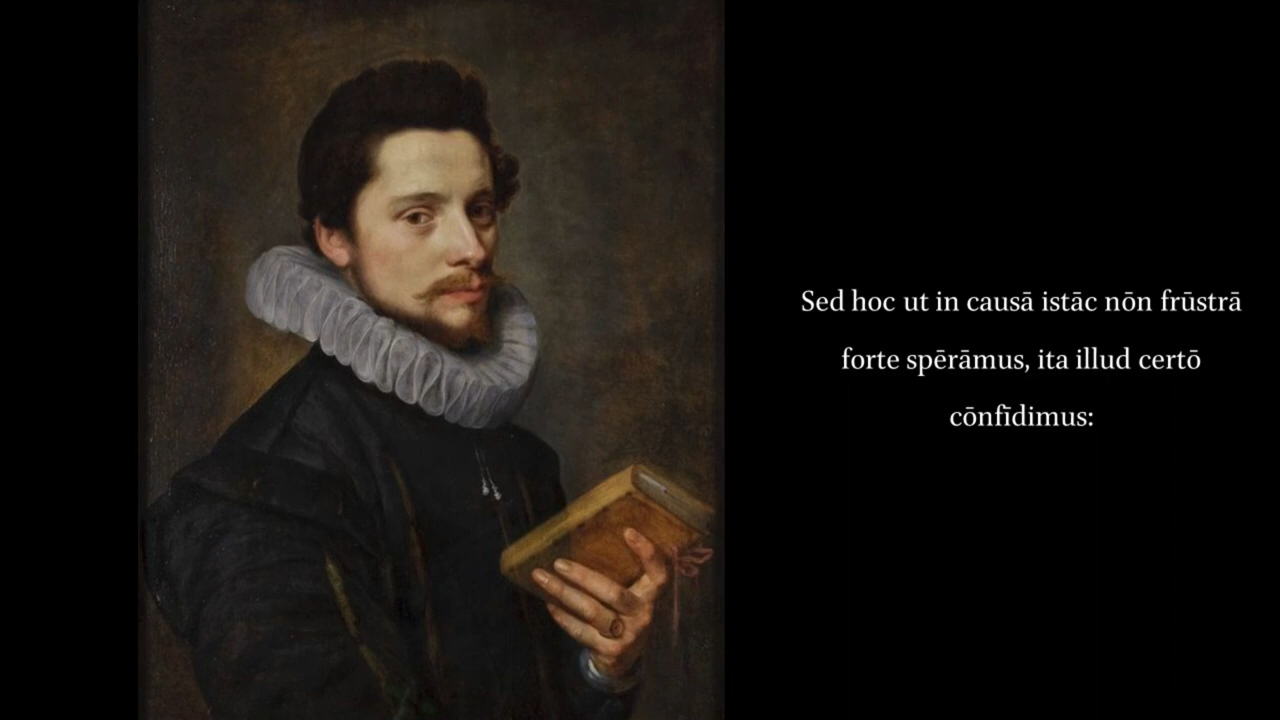 Sed hoc ut in causā istāc nōn frūstrā
forte spērāmus, ita illud certō
cōnfīdimus: